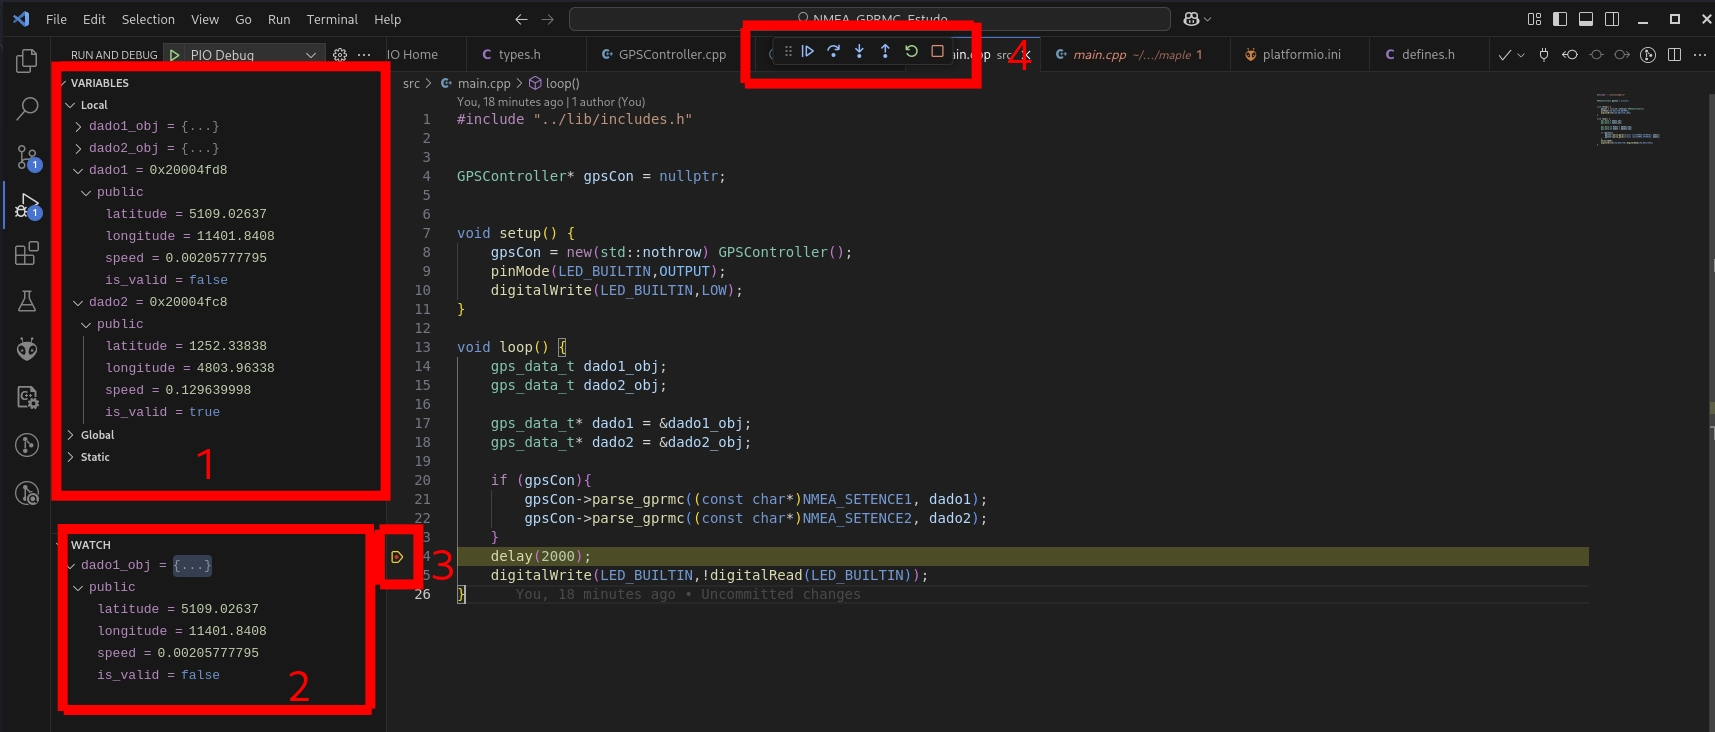 File Edit Selection View Go Run Terminal Help
NMEA_GPRMC_Estudo
RUN AND DEBUG PIO Debug
IO Home
types.h
GPSController.cpp
main.cpp src
main.cpp ~/.../maple 1
platformio.ini
defines.h
4
VARIABLES
Local
dado1_obj = {...}
dado2_obj = {...}
dado1 = 0x20004fd8
public
latitude = 5109.02637
longitude = 11401.8408
speed = 0.00205777795
is_valid = false
dado2 = 0x20004fc8
public
latitude = 1252.33838
longitude = 4803.96338
speed = 0.129639998
is_valid = true
Global
Static
1
1
1
WATCH
dado1_obj = {...}
public
latitude = 5109.02637
longitude = 11401.8408
speed = 0.00205777795
is_valid = false
2
3
src > main.cpp > loop()
You, 18 minutes ago | 1 author (You)
1 #include "../lib/includes.h"
2
3
4 GPSController* gpsCon = nullptr;
5
6
7 void setup() {
8 gpsCon = new(std::nothrow) GPSController();
9 pinMode(LED_BUILTIN,OUTPUT);
10 digitalWrite(LED_BUILTIN,LOW);
11 }
12
13 void loop() {
14 gps_data_t dado1_obj;
15 gps_data_t dado2_obj;
16
17 gps_data_t* dado1 = &dado1_obj;
18 gps_data_t* dado2 = &dado2_obj;
19
20 if (gpsCon){
21 gpsCon->parse_gprmc((const char*)NMEA_SETENCE1, dado1);
22 gpsCon->parse_gprmc((const char*)NMEA_SETENCE2, dado2);
3 }
4 delay(2000);
5 digitalWrite(LED_BUILTIN,!digitalRead(LED_BUILTIN));
26 } You, 18 minutes ago • Uncommitted changes